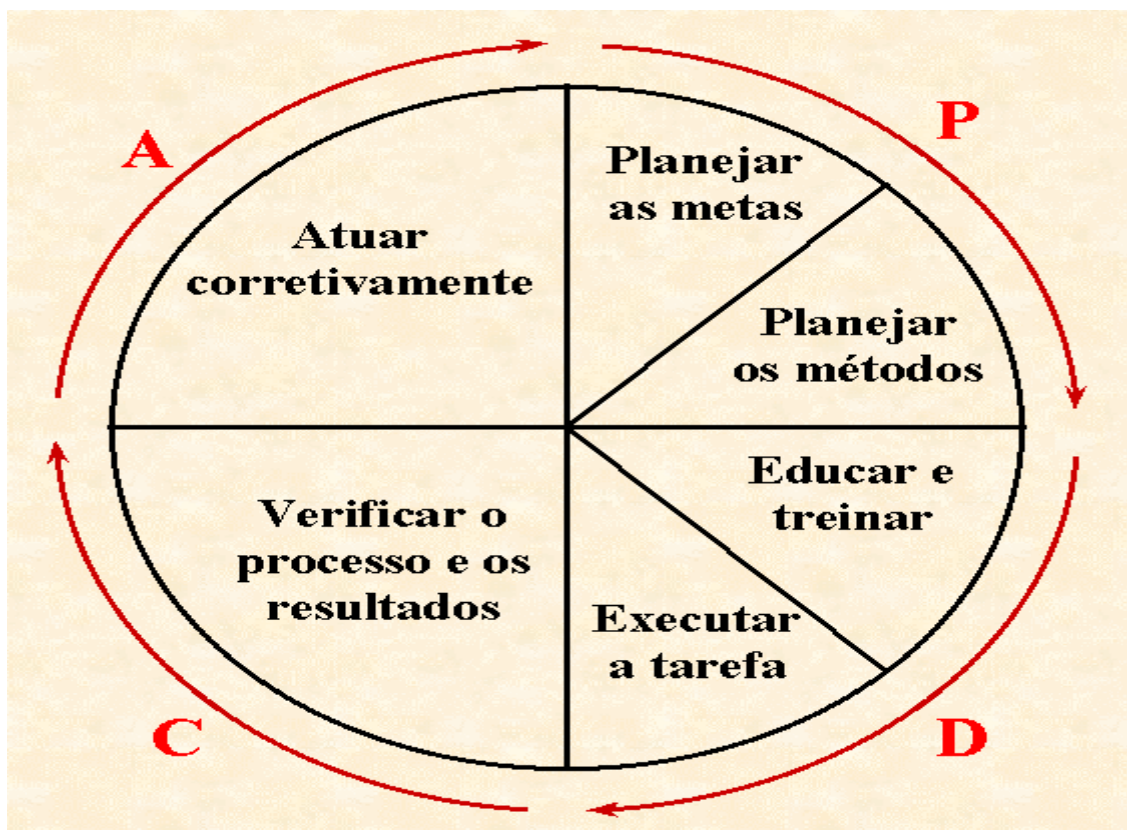 A
P
Planejar
as metas
Atuar
corretivamente
Planejar
os métodos
Educar e
treinar
Verificar o
processo e os
resultados
Executar
a tarefa
C
D